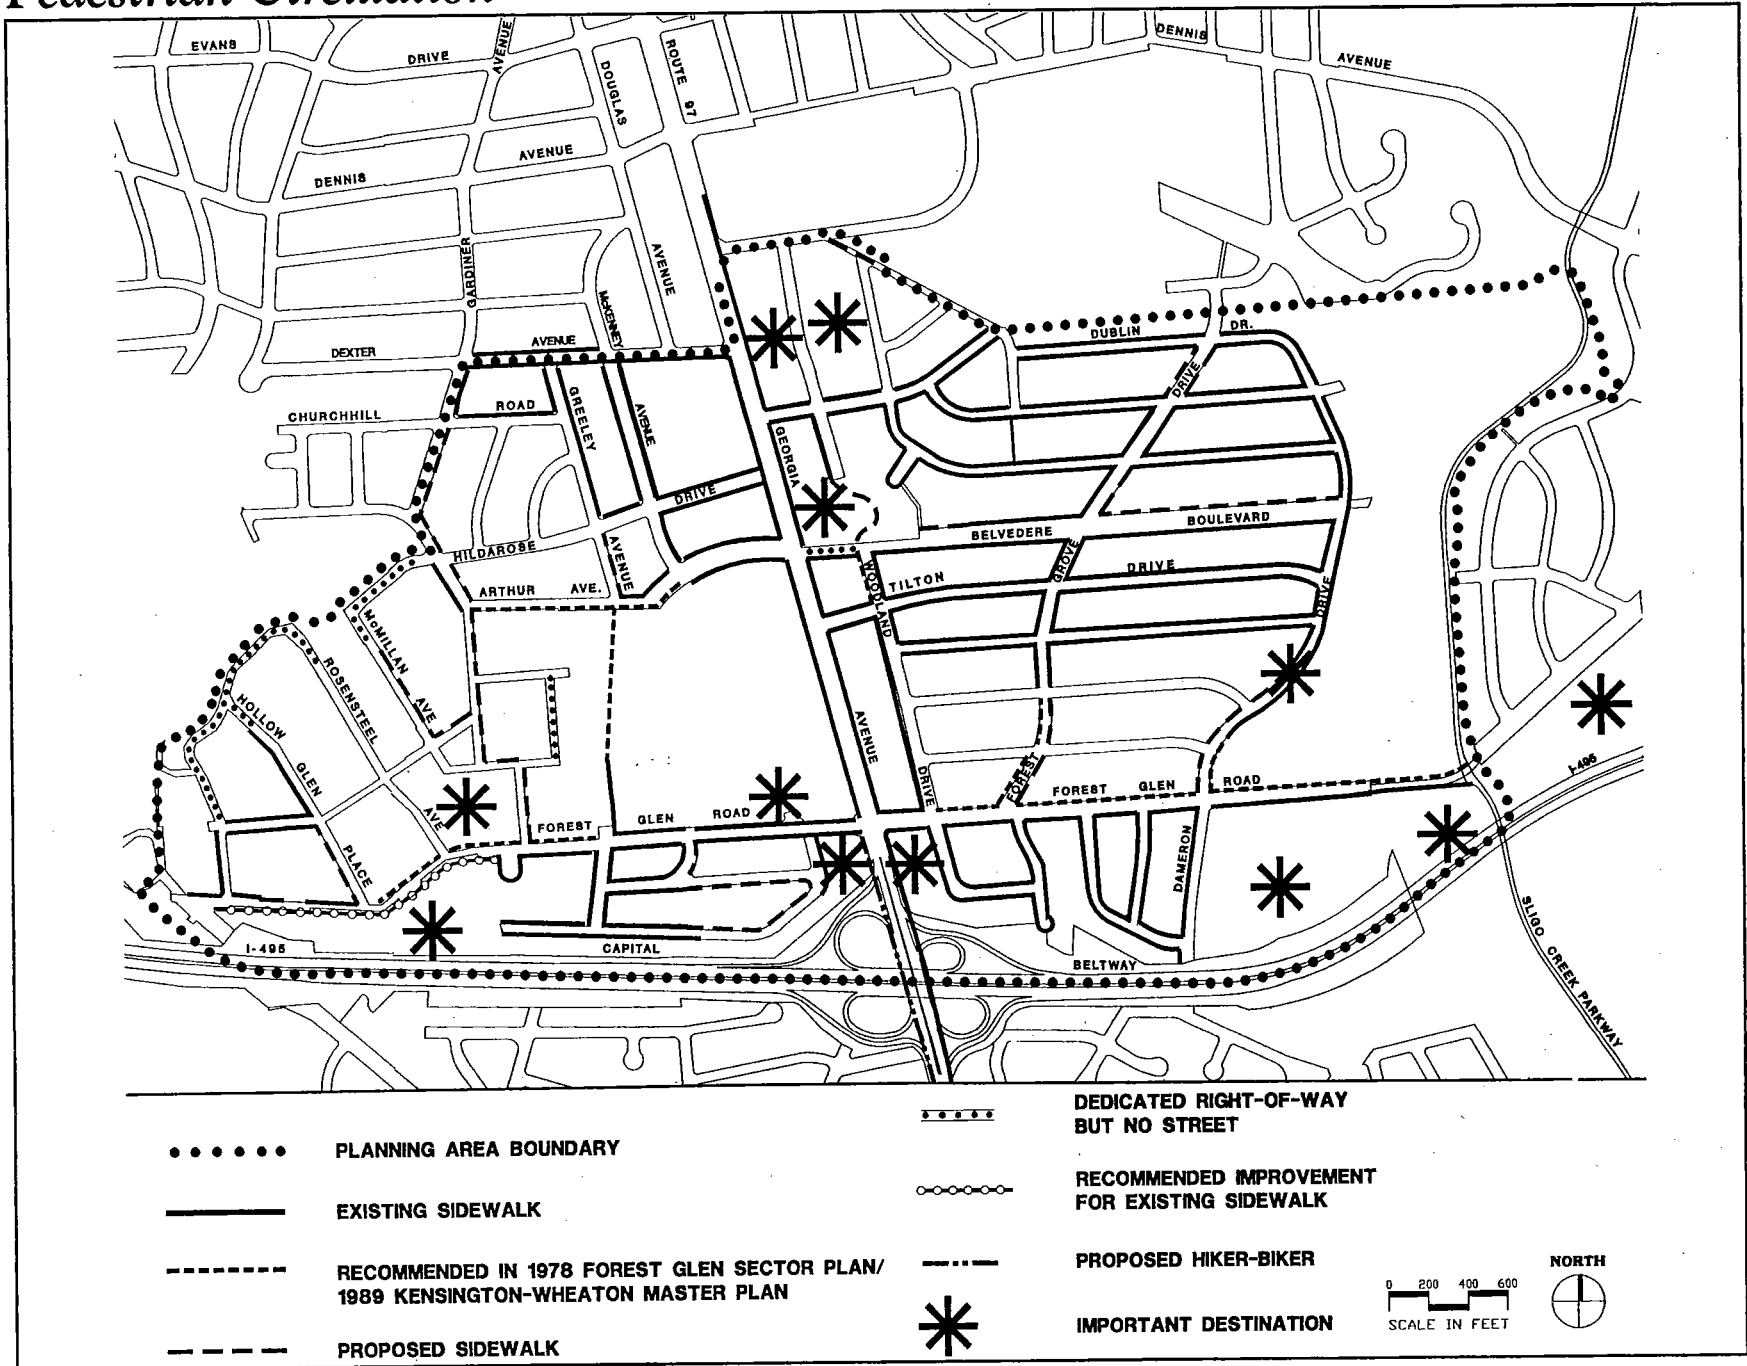 Pedestrian Circulation
EVANS
DRIVE
AVENUE
DOUGLAS
ROUTE 97
DENNIS
AVENUE
DENNIS
AVENUE
GARDINER
AVENUE
McKENNEY
DEXTER
AVENUE
DUBLIN
DR.
DRIVE
CHURCHHILL
ROAD
GREELEY
AVENUE
GEORGIA
DRIVE
BELVEDERE
BOULEVARD
HILDAROSE
AVENUE
ARTHUR AVE.
WOODLAND
TILTON
GROVE
DRIVE
DRIVE
McMILLAN
AVE
ROSENSTEEL
AVE
HOLLOW
GLEN
PLACE
AVENUE
DRIVE
FOREST
FOREST GLEN ROAD
FOREST GLEN ROAD
DAMERON
I-495
I-495
CAPITAL
BELTWAY
SLIGO CREEK PARKWAY
PLANNING AREA BOUNDARY
EXISTING SIDEWALK
RECOMMENDED IN 1978 FOREST GLEN SECTOR PLAN/
1989 KENSINGTON-WHEATON MASTER PLAN
PROPOSED SIDEWALK
DEDICATED RIGHT-OF-WAY
BUT NO STREET
RECOMMENDED IMPROVEMENT
FOR EXISTING SIDEWALK
PROPOSED HIKER-BIKER
IMPORTANT DESTINATION
0 200 400 600
SCALE IN FEET
NORTH